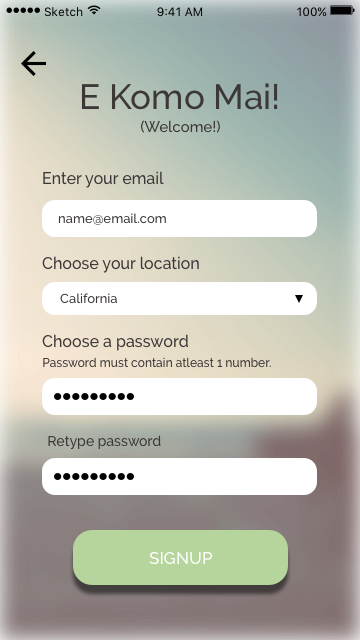 Sketch 9:41 AM 100%
E Komo Mai!
(Welcome!)
Enter your email
name@email.com
Choose your location
California
Choose a password
Password must contain atleast 1 number.
Retype password
SIGNUP